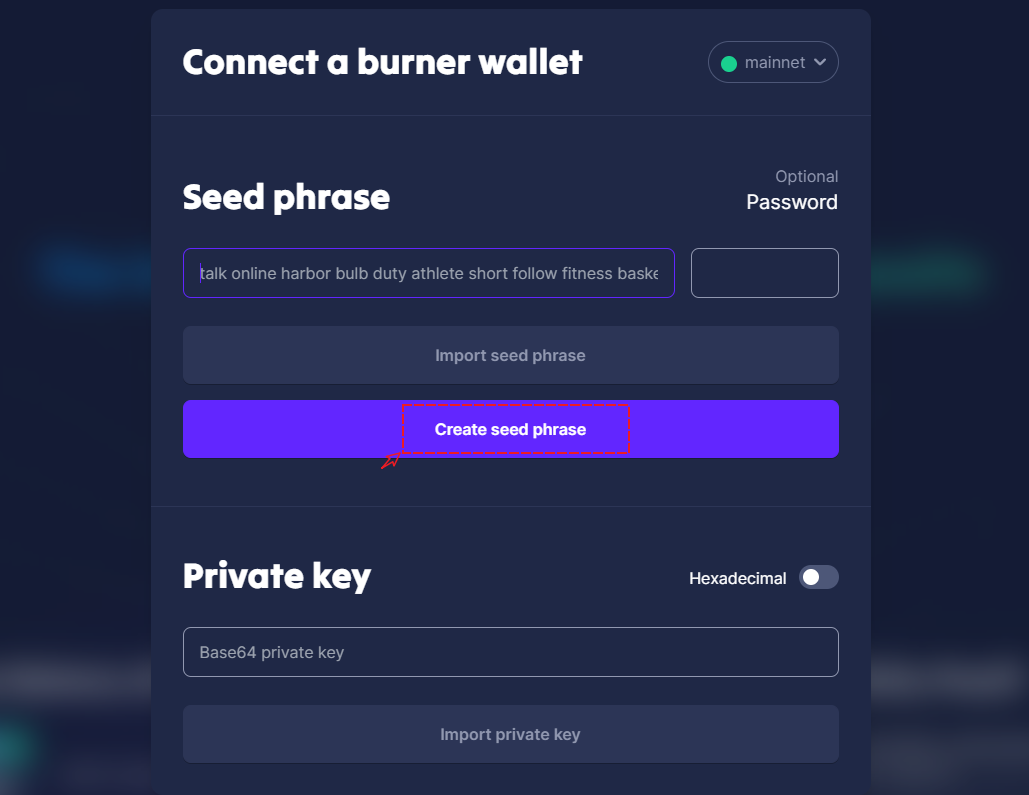 Connect a burner wallet
mainnet
Seed phrase
Optional
Password
talk online harbor bulb duty athlete short follow fitness baske
Import seed phrase
Create seed phrase
Private key
Hexadecimal
Base64 private key
Import private key